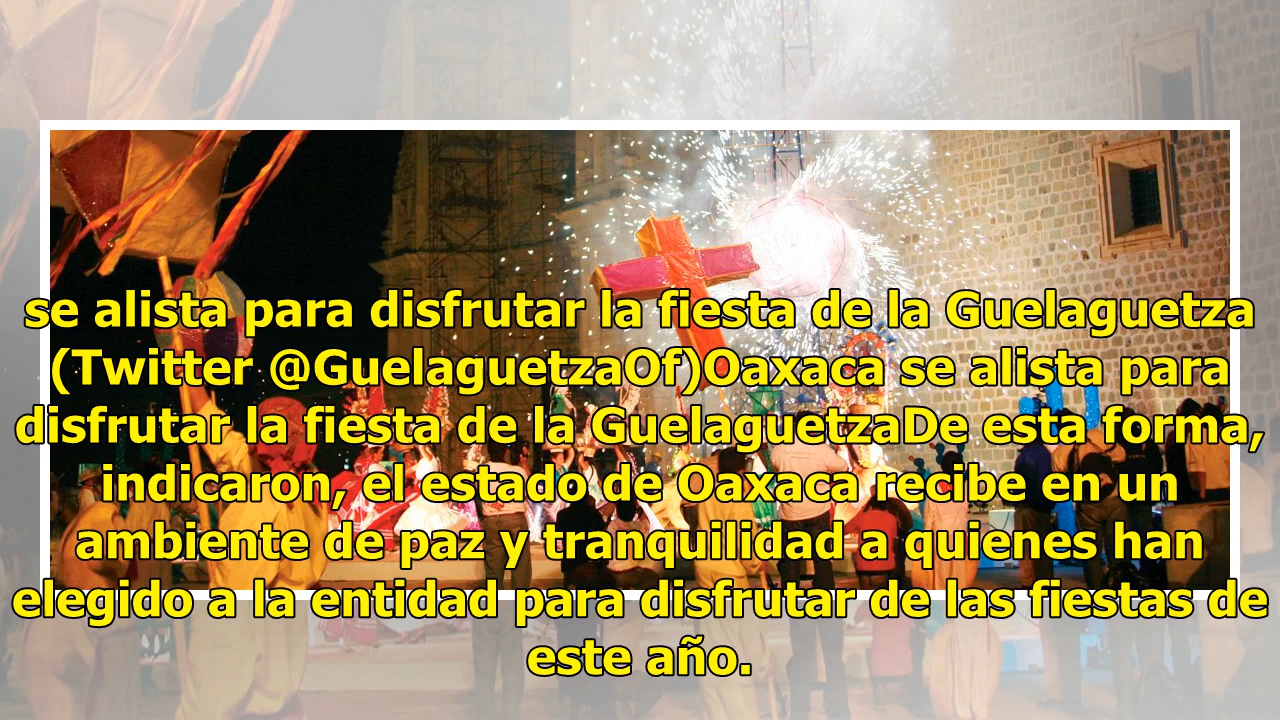 se alista para disfrutar la fiesta de la Guelaguetza
(Twitter @GuelaguetzaOf)Oaxaca se alista para
disfrutar la fiesta de la GuelaguetzaDe esta forma,
indicaron, el estado de Oaxaca recibe en un
ambiente de paz y tranquilidad a quienes han
elegido a la entidad para disfrutar de las fiestas de
este año.